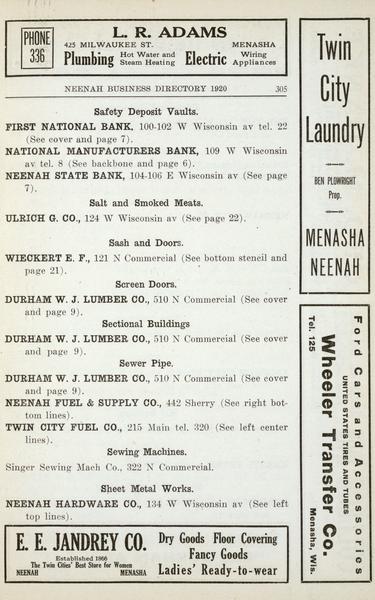 PHONE
336
L. R. ADAMS
425 MILWAUKEE ST. MENASHA
Plumbing Hot Water and Steam Heating Electric Wiring Appliances
NEENAH BUSINESS DIRECTORY 1920 305
Safety Deposit Vaults.
FIRST NATIONAL BANK, 100-102 W Wisconsin av tel. 22
(See cover and page 7).
NATIONAL MANUFACTURERS BANK, 109 W Wisconsin
av tel. 8 (See backbone and page 6).
NEENAH STATE BANK, 104-106 E Wisconsin av (See page
7).
Salt and Smoked Meats.
ULRICH G. CO., 124 W Wisconsin av (See page 22).
Sash and Doors.
WIECKERT E. F., 121 N Commercial (See bottom stencil and
page 21).
Screen Doors.
DURHAM W. J. LUMBER CO., 510 N Commercial (See cover
and page 9).
Sectional Buildings
DURHAM W. J. LUMBER CO., 510 N Commercial (See cover
and page 9).
Sewer Pipe.
DURHAM W. J. LUMBER CO., 510 N Commercial (See cover
and page 9).
NEENAH FUEL & SUPPLY CO., 442 Sherry (See right bot-
tom lines).
TWIN CITY FUEL CO., 215 Main tel. 320 (See left center
lines).
Sewing Machines.
Singer Sewing Mach Co., 322 N Commercial.
Sheet Metal Works.
NEENAH HARDWARE CO., 134 W Wisconsin av (See left
top lines).
E. E. JANDREY CO.
Established 1866
The Twin Cities' Best Store for Women
NEENAH MENASHA
Dry Goods Floor Covering
Fancy Goods
Ladies' Ready-to-wear
Twin
City
Laundry
BEN PLOWRIGHT
Prop.
MENASHA
NEENAH
Ford Cars and Accessories
UNITED STATES TIRES AND TUBES
Wheeler Transfer Co.
Tel. 125 Menasha, Wis.